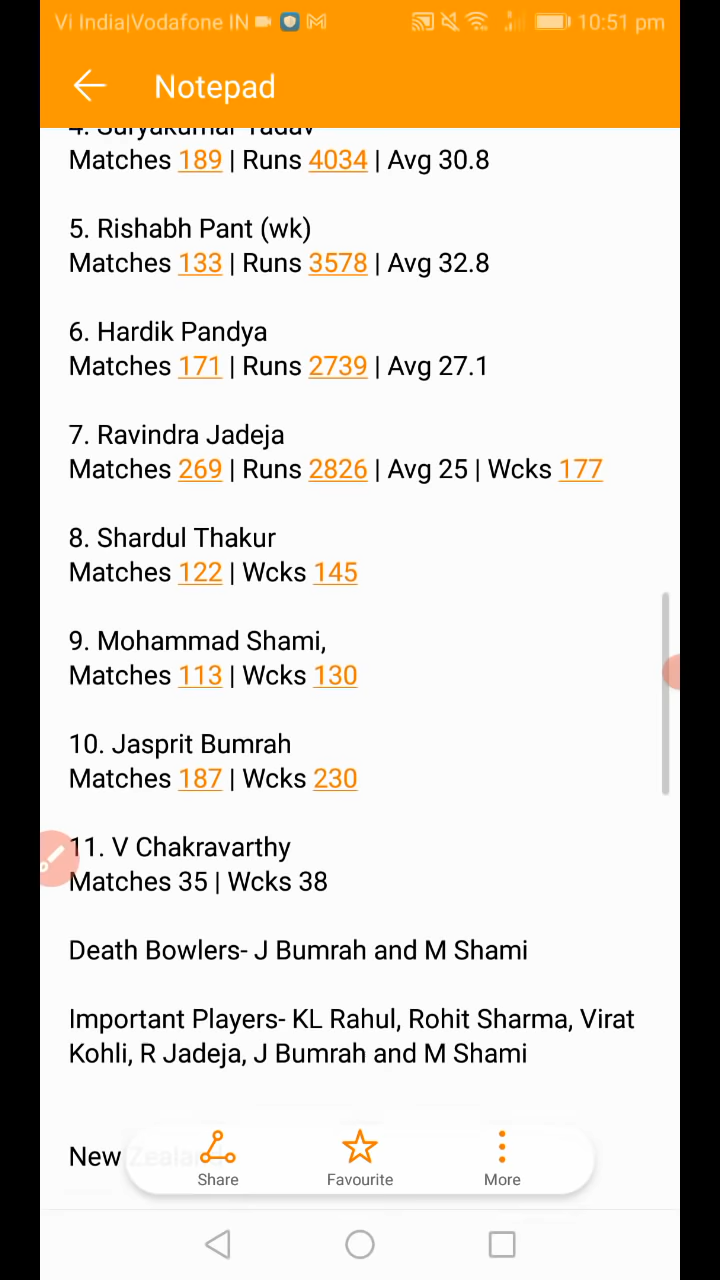 Vi India|Vodafone IN 10:51 pm
Notepad
4. Suryakumar Yadav
Matches 189 | Runs 4034 | Avg 30.8
5. Rishabh Pant (wk)
Matches 133 | Runs 3578 | Avg 32.8
6. Hardik Pandya
Matches 171 | Runs 2739 | Avg 27.1
7. Ravindra Jadeja
Matches 269 | Runs 2826 | Avg 25 | Wcks 177
8. Shardul Thakur
Matches 122 | Wcks 145
9. Mohammad Shami,
Matches 113 | Wcks 130
10. Jasprit Bumrah
Matches 187 | Wcks 230
11. V Chakravarthy
Matches 35 | Wcks 38
Death Bowlers- J Bumrah and M Shami
Important Players- KL Rahul, Rohit Sharma, Virat
Kohli, R Jadeja, J Bumrah and M Shami
New Zealand
Share Favourite More